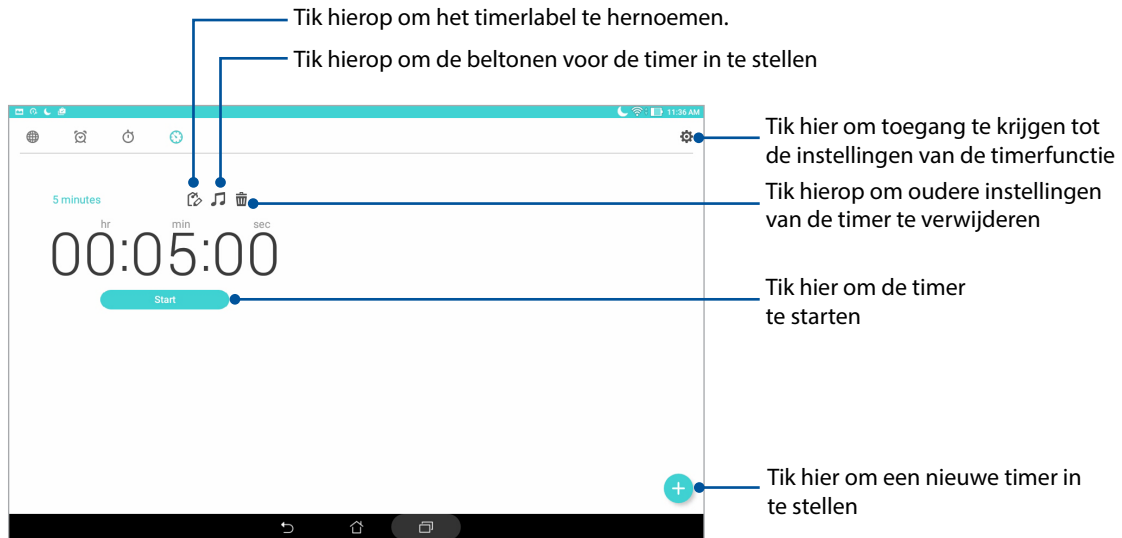 Tik hierop om het timerlabel te hernoemen.
Tik hierop om de beltonen voor de timer in te stellen
11:36 AM
Tik hier om toegang te krijgen tot
de instellingen van de timerfunctie
Tik hierop om oudere instellingen
van de timer te verwijderen
5 minutes
hr min sec
00:05:00
Start
Tik hier om de timer
te starten
Tik hier om een nieuwe timer in
te stellen